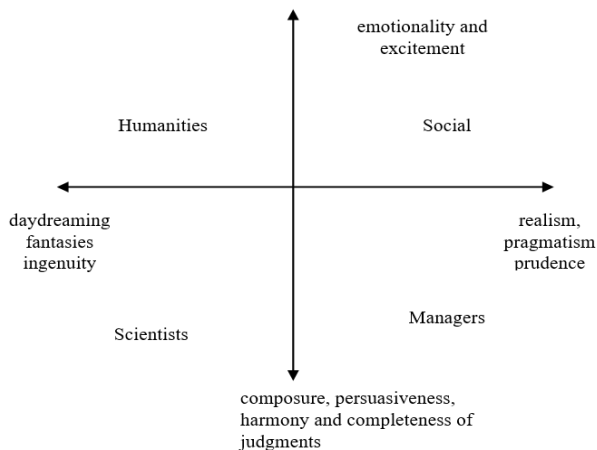 emotionality and
excitement
Humanities
Social
daydreaming
fantasies
ingenuity
realism,
pragmatism
prudence
Scientists
Managers
composure, persuasiveness,
harmony and completeness of
judgments